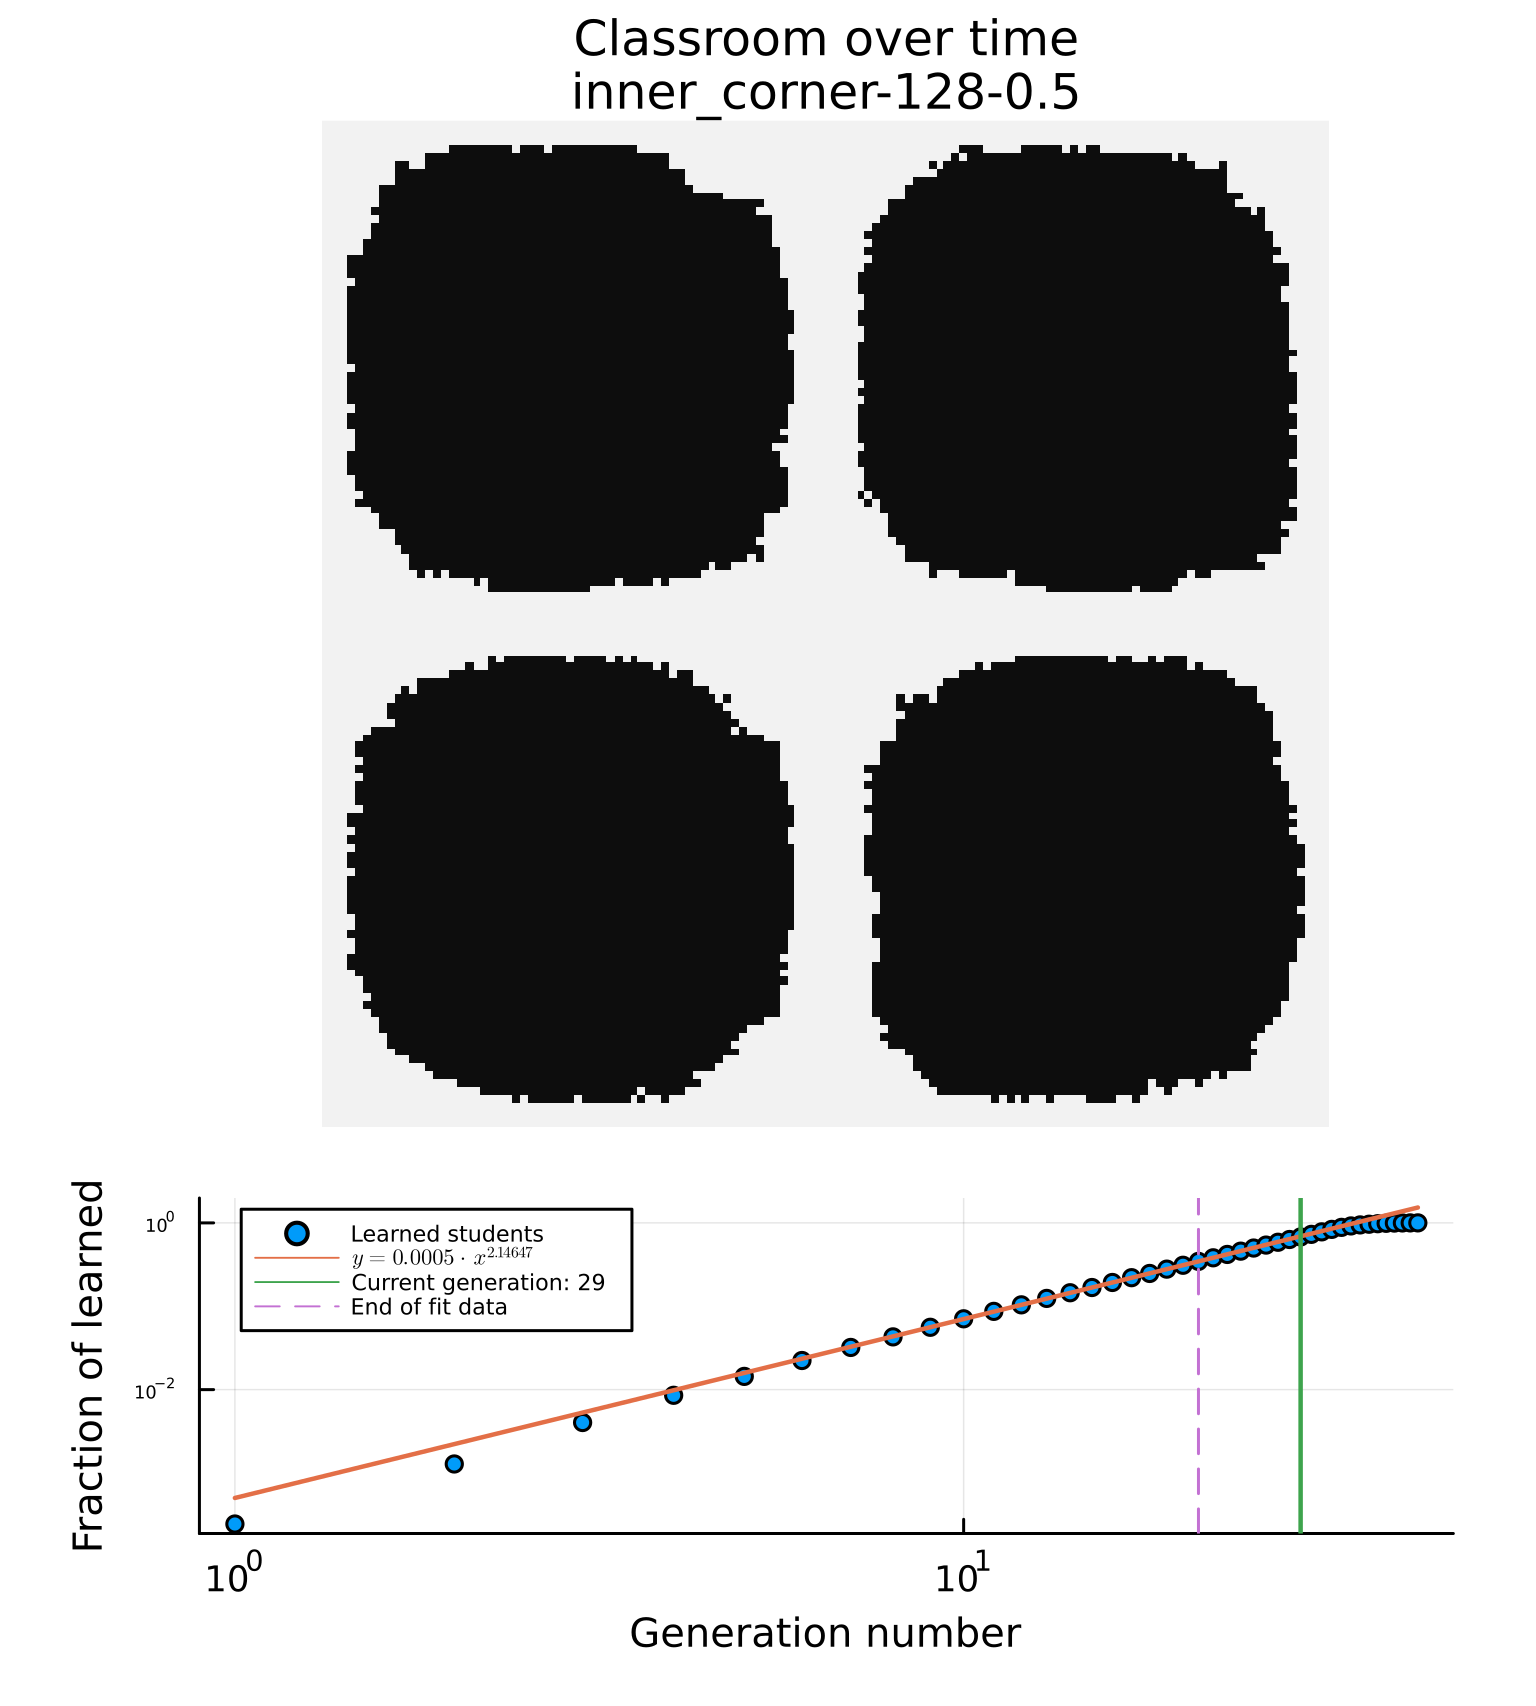 Classroom over time
inner_corner-128-0.5
Fraction of learned
10⁰
10⁻²
Learned students
y = 0.0005 · x^2.14647
Current generation: 29
End of fit data
10⁰
10¹
Generation number